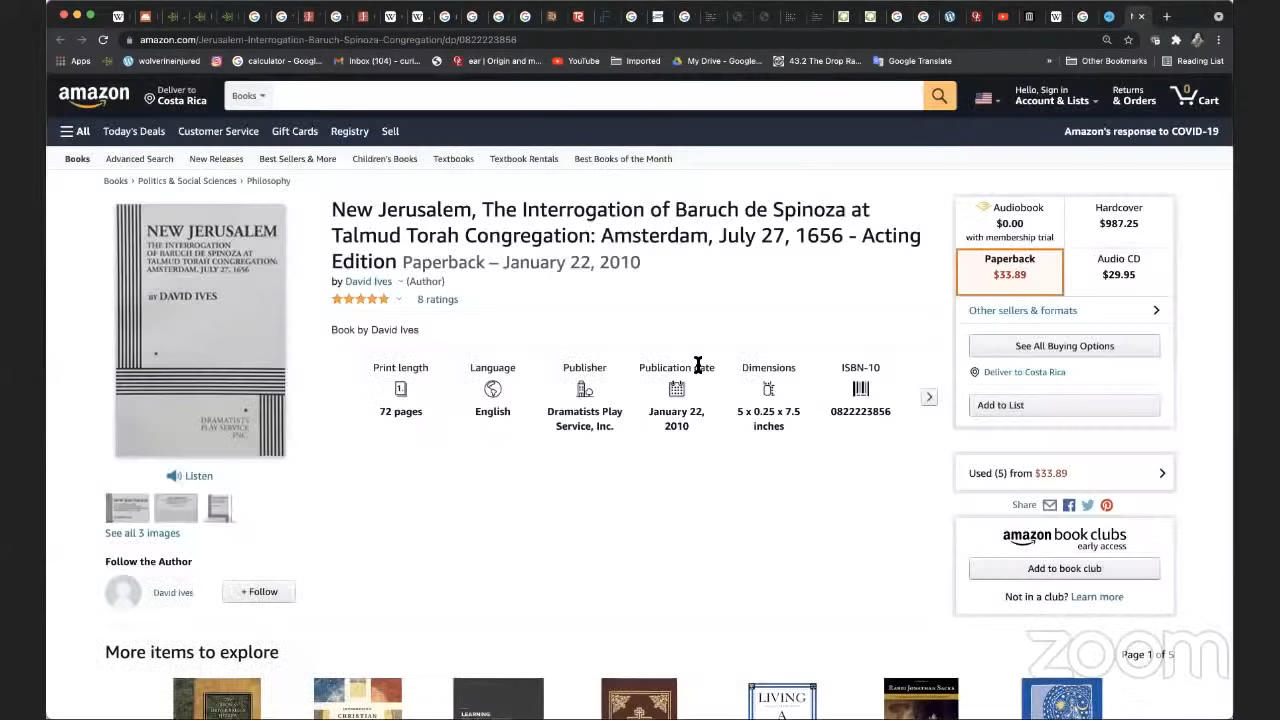 amazon.com/Jerusalem-Interrogation-Baruch-Spinoza-Congregation/dp/0822223856
Apps
wolverineinjured
calculator - Googl...
Inbox (104) - curi...
ear | Origin and m...
YouTube
Imported
My Drive - Google...
43.2 The Drop Ra...
Google Translate
»
Other Bookmarks
Reading List
amazon
Deliver to
Costa Rica
Books
Hello, Sign in
Account & Lists
Returns
& Orders
0
Cart
All
Today's Deals
Customer Service
Gift Cards
Registry
Sell
Amazon's response to COVID-19
Books
Advanced Search
New Releases
Best Sellers & More
Children's Books
Textbooks
Textbook Rentals
Best Books of the Month
Books › Politics & Social Sciences › Philosophy
NEW JERUSALEM
THE INTERROGATION
OF BARUCH DE SPINOZA AT
TALMUD TORAH CONGREGATION:
AMSTERDAM, JULY 27, 1656
BY DAVID IVES
DRAMATISTS
PLAY SERVICE
INC.
Listen
See all 3 images
Follow the Author
David Ives
+ Follow
New Jerusalem, The Interrogation of Baruch de Spinoza at
Talmud Torah Congregation: Amsterdam, July 27, 1656 - Acting
Edition Paperback – January 22, 2010
by David Ives (Author)
8 ratings
Book by David Ives
Print length
72 pages
Language
English
Publisher
Dramatists Play
Service, Inc.
Publication date
January 22,
2010
Dimensions
5 x 0.25 x 7.5
inches
ISBN-10
0822223856
Audiobook
$0.00
with membership trial
Hardcover
$987.25
Paperback
$33.89
Audio CD
$29.95
Other sellers & formats
See All Buying Options
Deliver to Costa Rica
Add to List
Used (5) from $33.89
Share
amazon book clubs
early access
Add to book club
Not in a club? Learn more
More items to explore
Page 1 of 5
zoom
LEARNING
CHRISTIAN
LIVING
A
RABBI JONATHAN SACKS